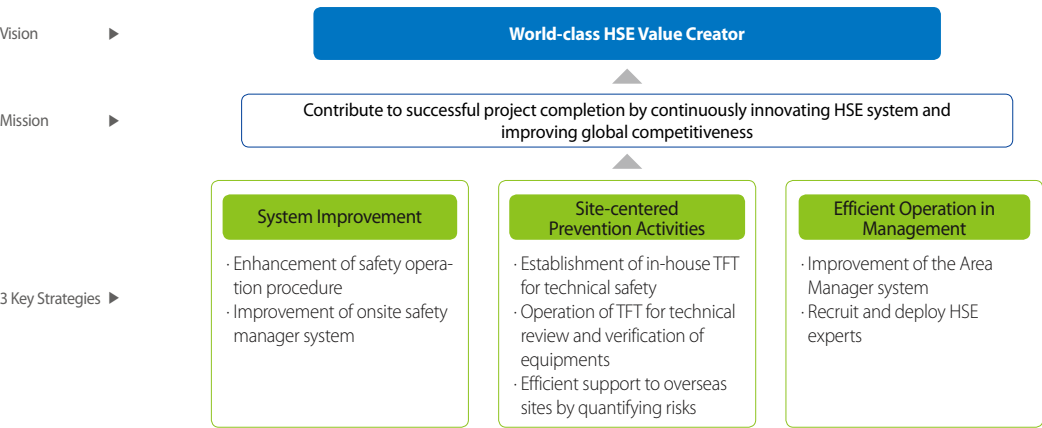 Vision ▶
World-class HSE Value Creator
Mission ▶
Contribute to successful project completion by continuously innovating HSE system and
improving global competitiveness
3 Key Strategies ▶
System Improvement
· Enhancement of safety opera-
tion procedure
· Improvement of onsite safety
manager system
Site-centered
Prevention Activities
· Establishment of in-house TFT
for technical safety
· Operation of TFT for technical
review and verification of
equipments
· Efficient support to overseas
sites by quantifying risks
Efficient Operation in
Management
· Improvement of the Area
Manager system
· Recruit and deploy HSE
experts